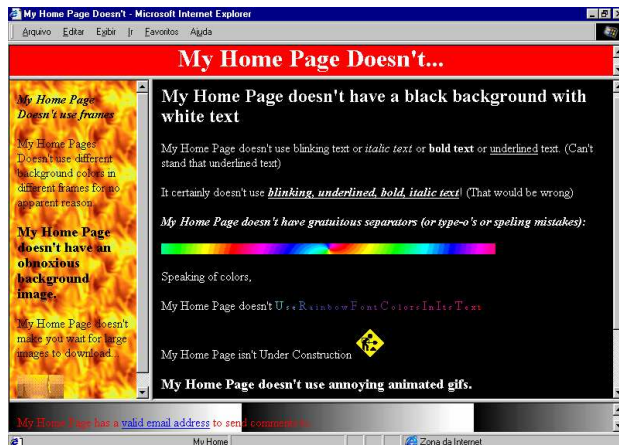 My Home Page Doesn't - Microsoft Internet Explorer
Arquivo Editar Exibir Ir Favoritos Ajuda
My Home Page Doesn't...
My Home Page
Doesn't use frames
My Home Pages
Doesn't use different
background colors in
different frames for no
apparent reason.
My Home Page
doesn't have an
obnoxious
background
image.
My Home Page doesn't
make you wait for large
images to download...
My Home Page doesn't have a black background with
white text
My Home Page doesn't use blinking text or italic text or bold text or underlined text. (Can't
stand that underlined text)
It certainly doesn't use blinking, underlined, bold, italic text! (That would be wrong)
My Home Page doesn't have gratuitous separators (or type-o's or speling mistakes):
Speaking of colors,
My Home Page doesn't UseRainbowFontColorsInItsText
My Home Page isn't Under Construction
My Home Page doesn't use annoying animated gifs.
My Home Page has a valid email address to send comments
My Home
Zona da Internet